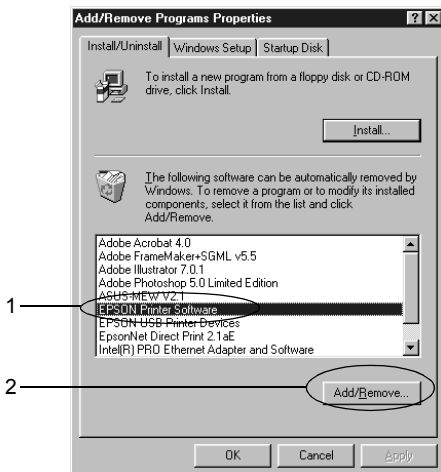 Add/Remove Programs Properties
Install/Uninstall Windows Setup Startup Disk
To install a new program from a floppy disk or CD-ROM
drive, click Install.
Install...
The following software can be automatically removed by
Windows. To remove a program or to modify its installed
components, select it from the list and click
Add/Remove.
Adobe Acrobat 4.0
Adobe FrameMaker+SGML v5.5
Adobe Illustrator 7.0.1
Adobe Photoshop 5.0 Limited Edition
ASUS MEW V2.1
1
EPSON Printer Software
EPSON USB Printer Devices
EpsonNet Direct Print 2.1aE
Intel(R) PRO Ethernet Adapter and Software
2
Add/Remove...
OK Cancel Apply